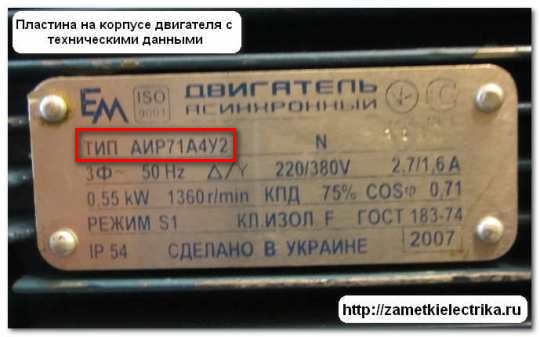 Пластина на корпусе двигателя с
техническими данными
ЕМ ISO 9001 ДВИГАТЕЛЬ
АСИНХРОННЫЙ
ТИП АИР71А4У2 N
3Ф~ 50 Hz Δ/Y 220/380V 2,7/1,6 A
0,55 kW 1360 r/min КПД 75% COSφ 0,71
РЕЖИМ S1 КЛ.ИЗОЛ F ГОСТ 183-74
IP 54 СДЕЛАНО В УКРАИНЕ 2007
http://zametkielectrika.ru